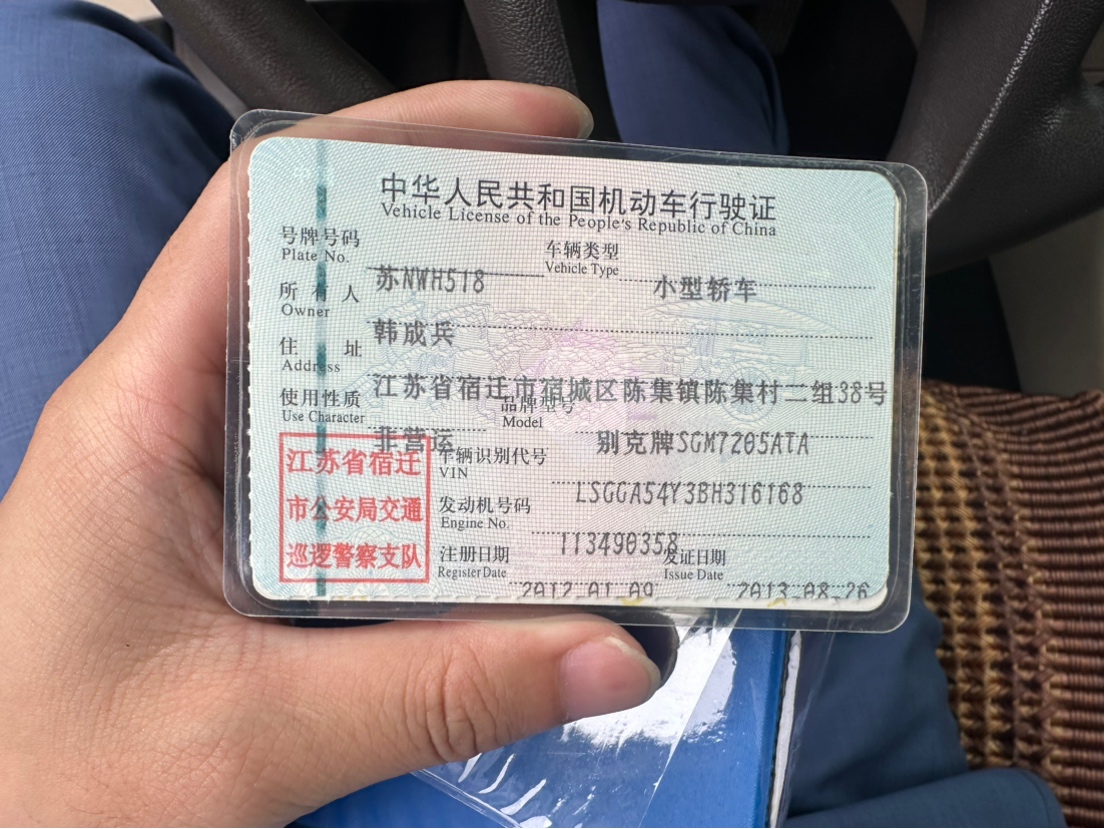 中华人民共和国机动车行驶证
Vehicle License of the People's Republic of China
号牌号码 苏NWH518 车辆类型 小型轿车
Plate No. Vehicle Type
所有人 韩成兵
Owner
住址 江苏省宿迁市宿城区陈集镇陈集村二组38号
Address
使用性质 非营运 品牌型号 别克牌SGM7205ATA
Use Character Model
江苏省宿迁
市公安局交通
巡逻警察支队
车辆识别代号 LSGGA54Y3BH316168
VIN
发动机号码 113490358
Engine No.
注册日期 2012-01-09 发证日期 2013-08-26
Register Date Issue Date